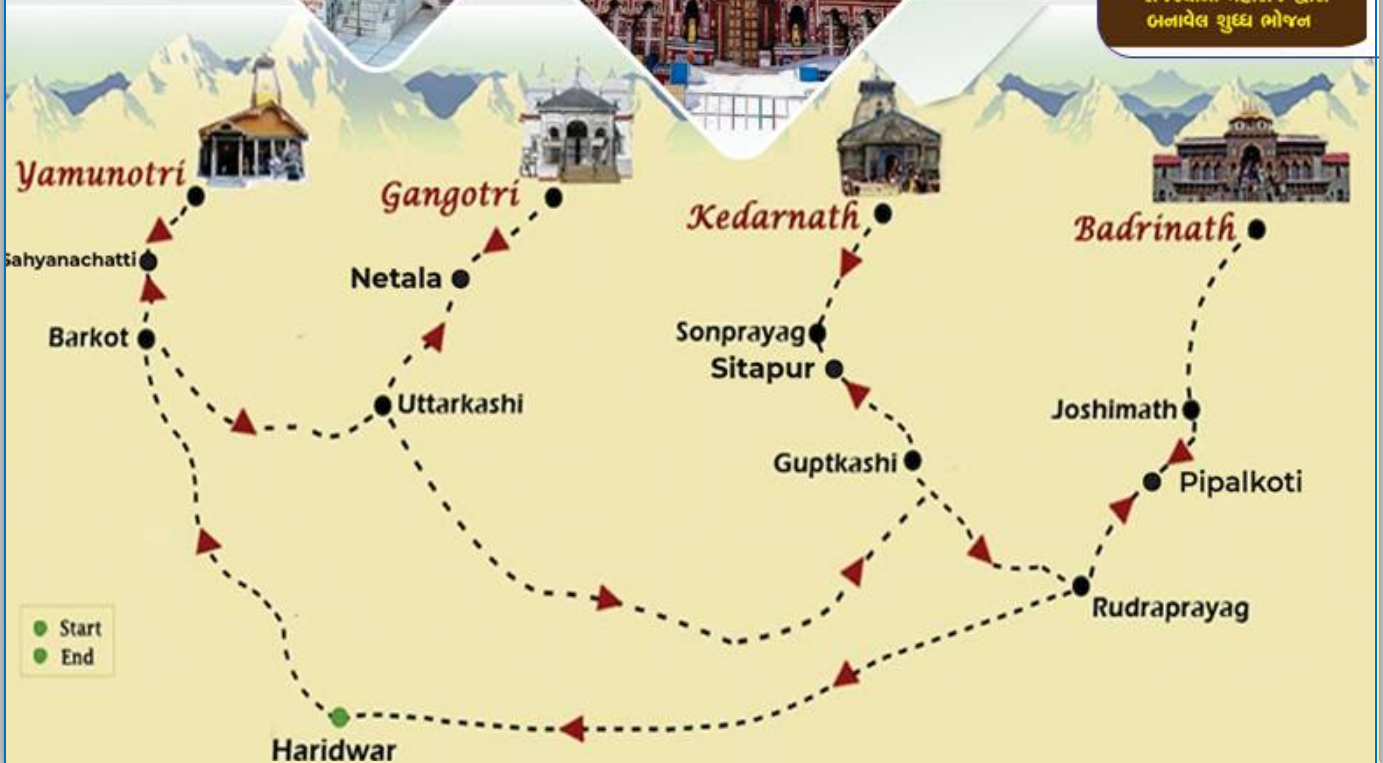 બનાવેલ શુધ્ધ ભોજન
Yamunotri
Gangotri
Kedarnath
Badrinath
Sahyanachatti
Netala
Barkot
Sonprayag
Sitapur
Uttarkashi
Joshimath
Guptkashi
Pipalkoti
Rudraprayag
Start
End
Haridwar